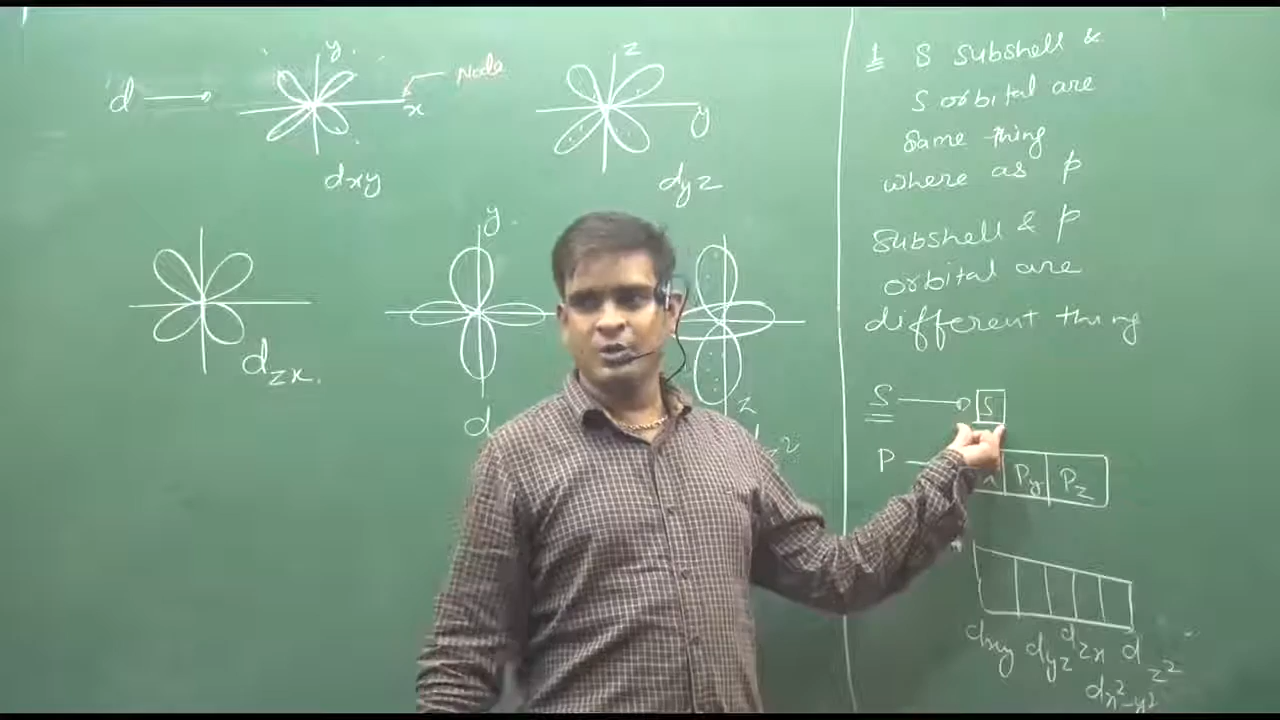 d
y
x
Node
dxy
z
y
dyz
dzx.
y
d
z
z²
1 S subshell &
S orbital are
Same thing
where as p
Subshell & p
orbital are
different thing
S S
P Py Pz
dxy dyz dzx d z²
dx²-y²